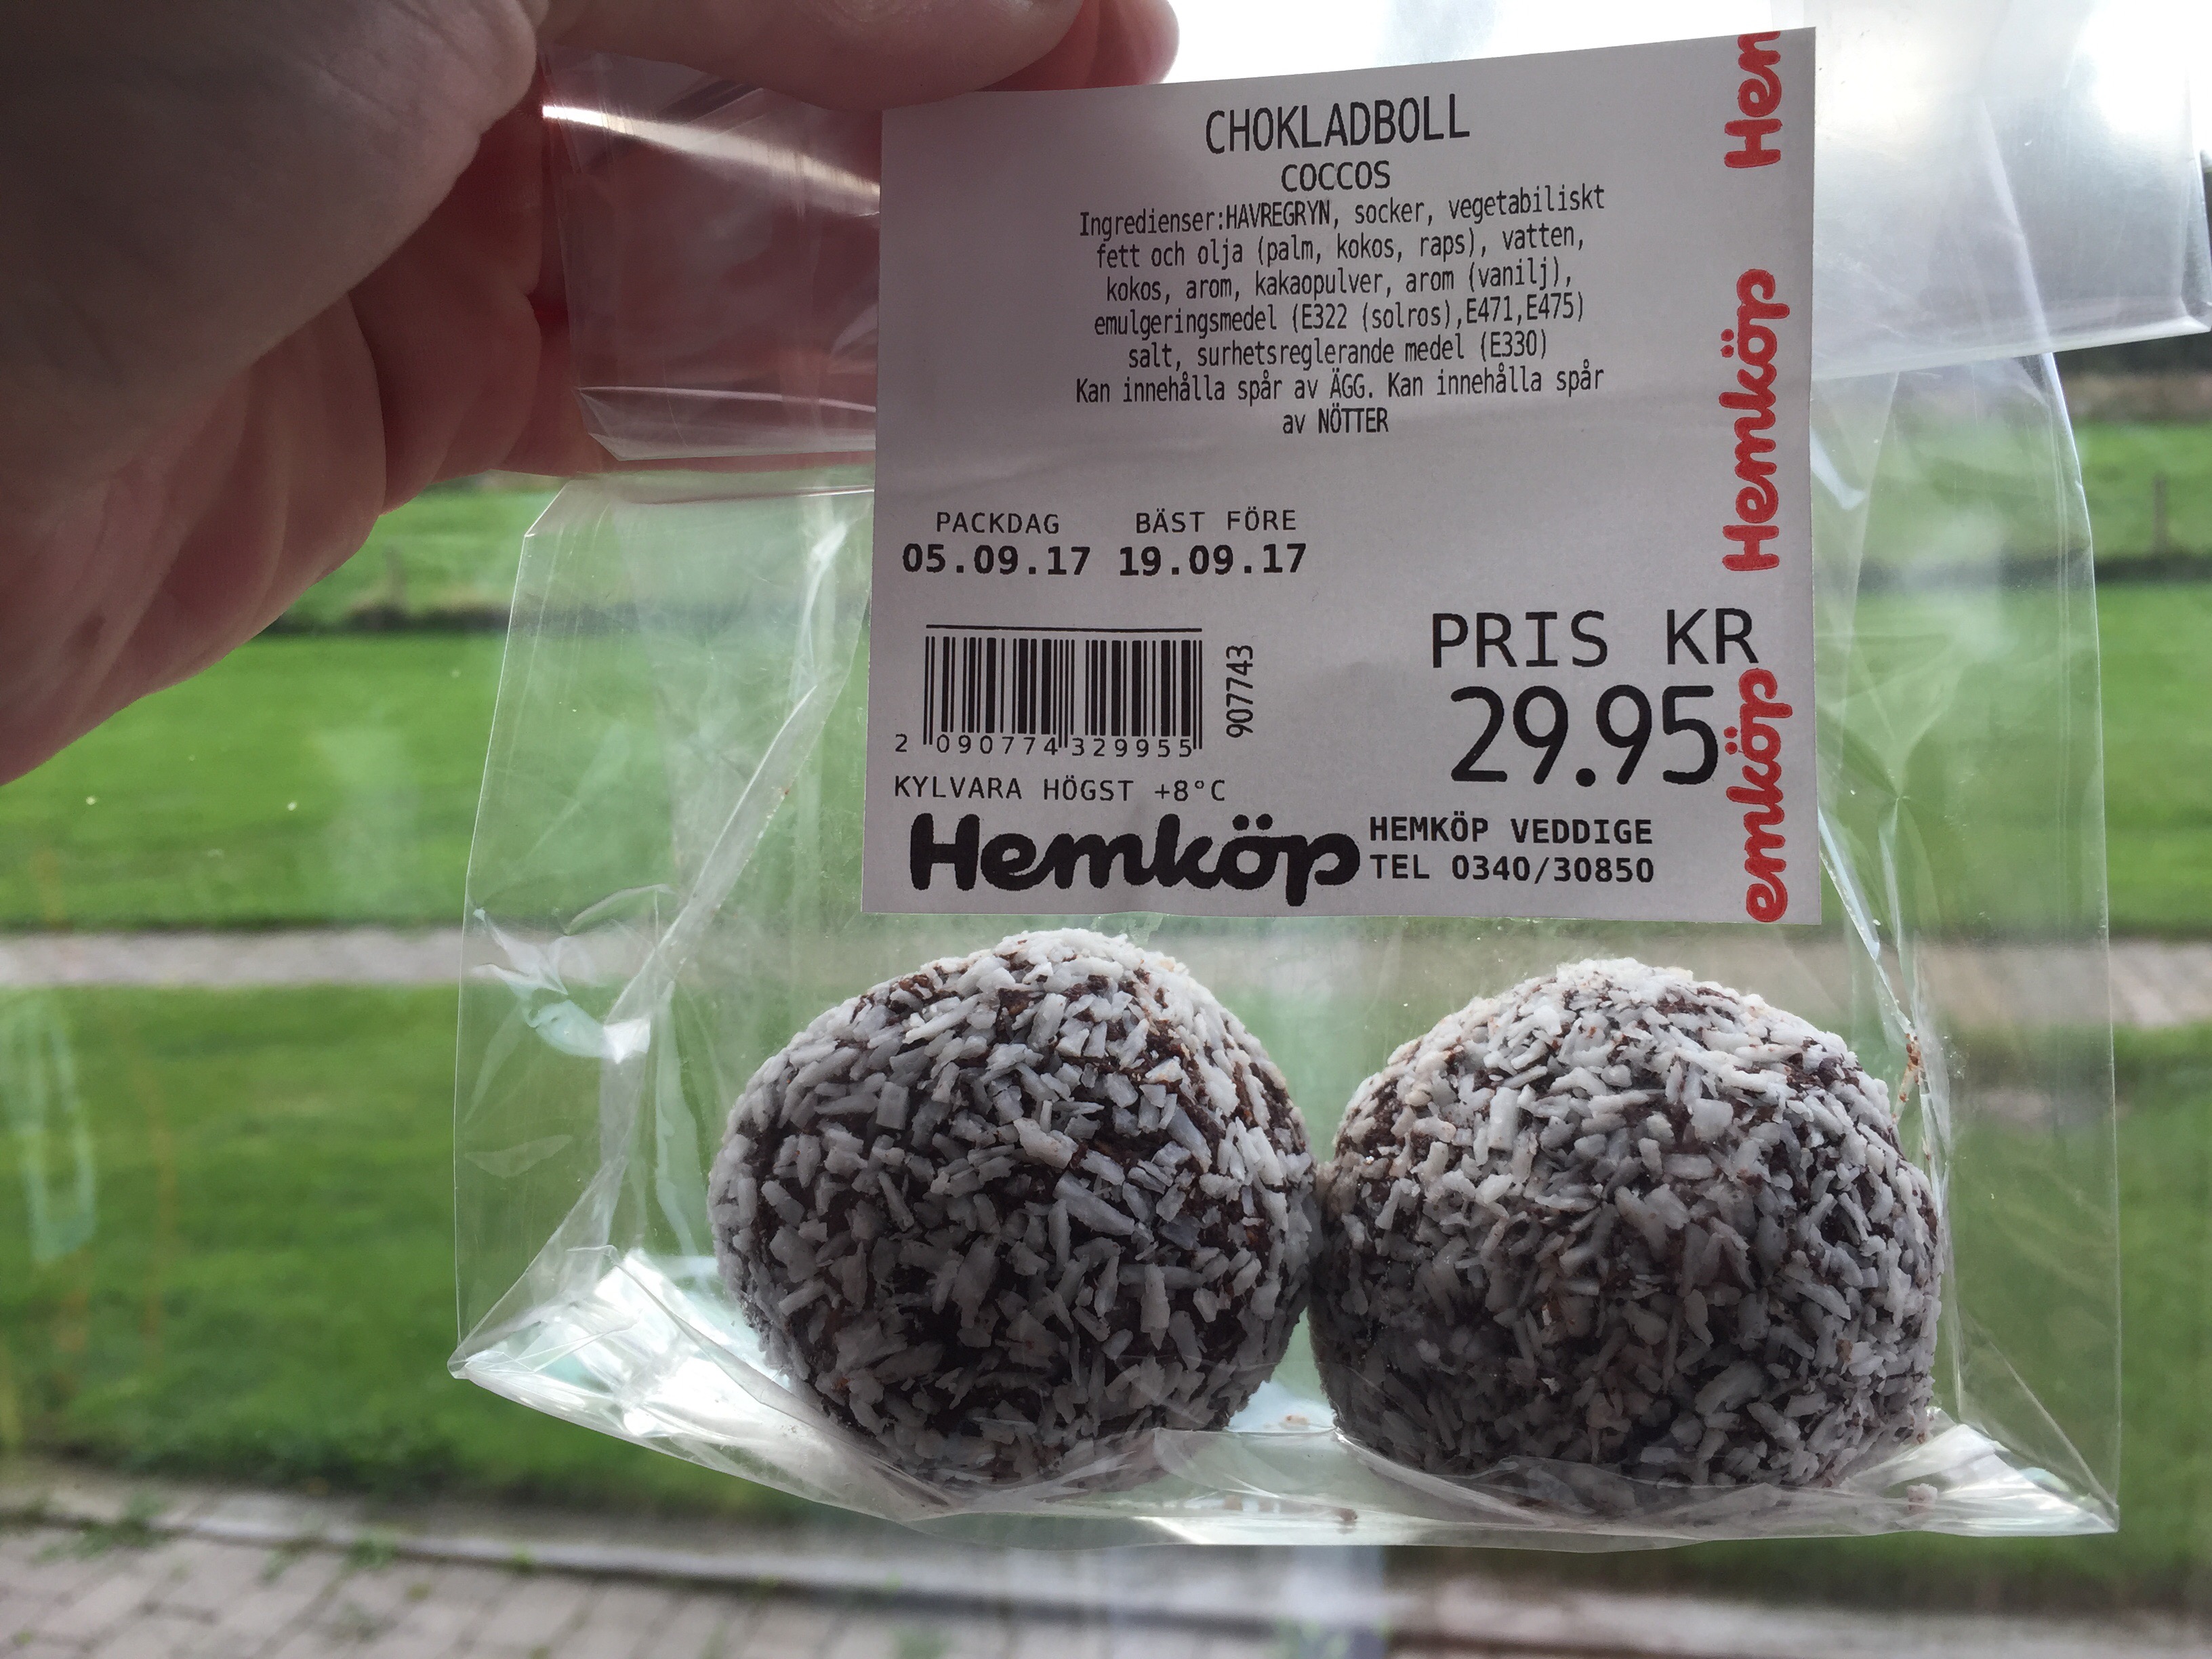 CHOKLADBOLL
COCCOS
Ingredienser:HAVREGRYN, socker, vegetabiliskt
fett och olja (palm, kokos, raps), vatten,
kokos, arom, kakaopulver, arom (vanilj),
emulgeringsmedel (E322 (solros),E471,E475)
salt, surhetsreglerande medel (E330)
Kan innehålla spår av ÄGG. Kan innehålla spår
av NÖTTER
PACKDAG BÄST FÖRE
05.09.17 19.09.17
PRIS KR
29.95
907743
2 090774 329955
KYLVARA HÖGST +8°C
Hemköp
HEMKÖP VEDDIGE
TEL 0340/30850
Hem
Hemköp
emköp